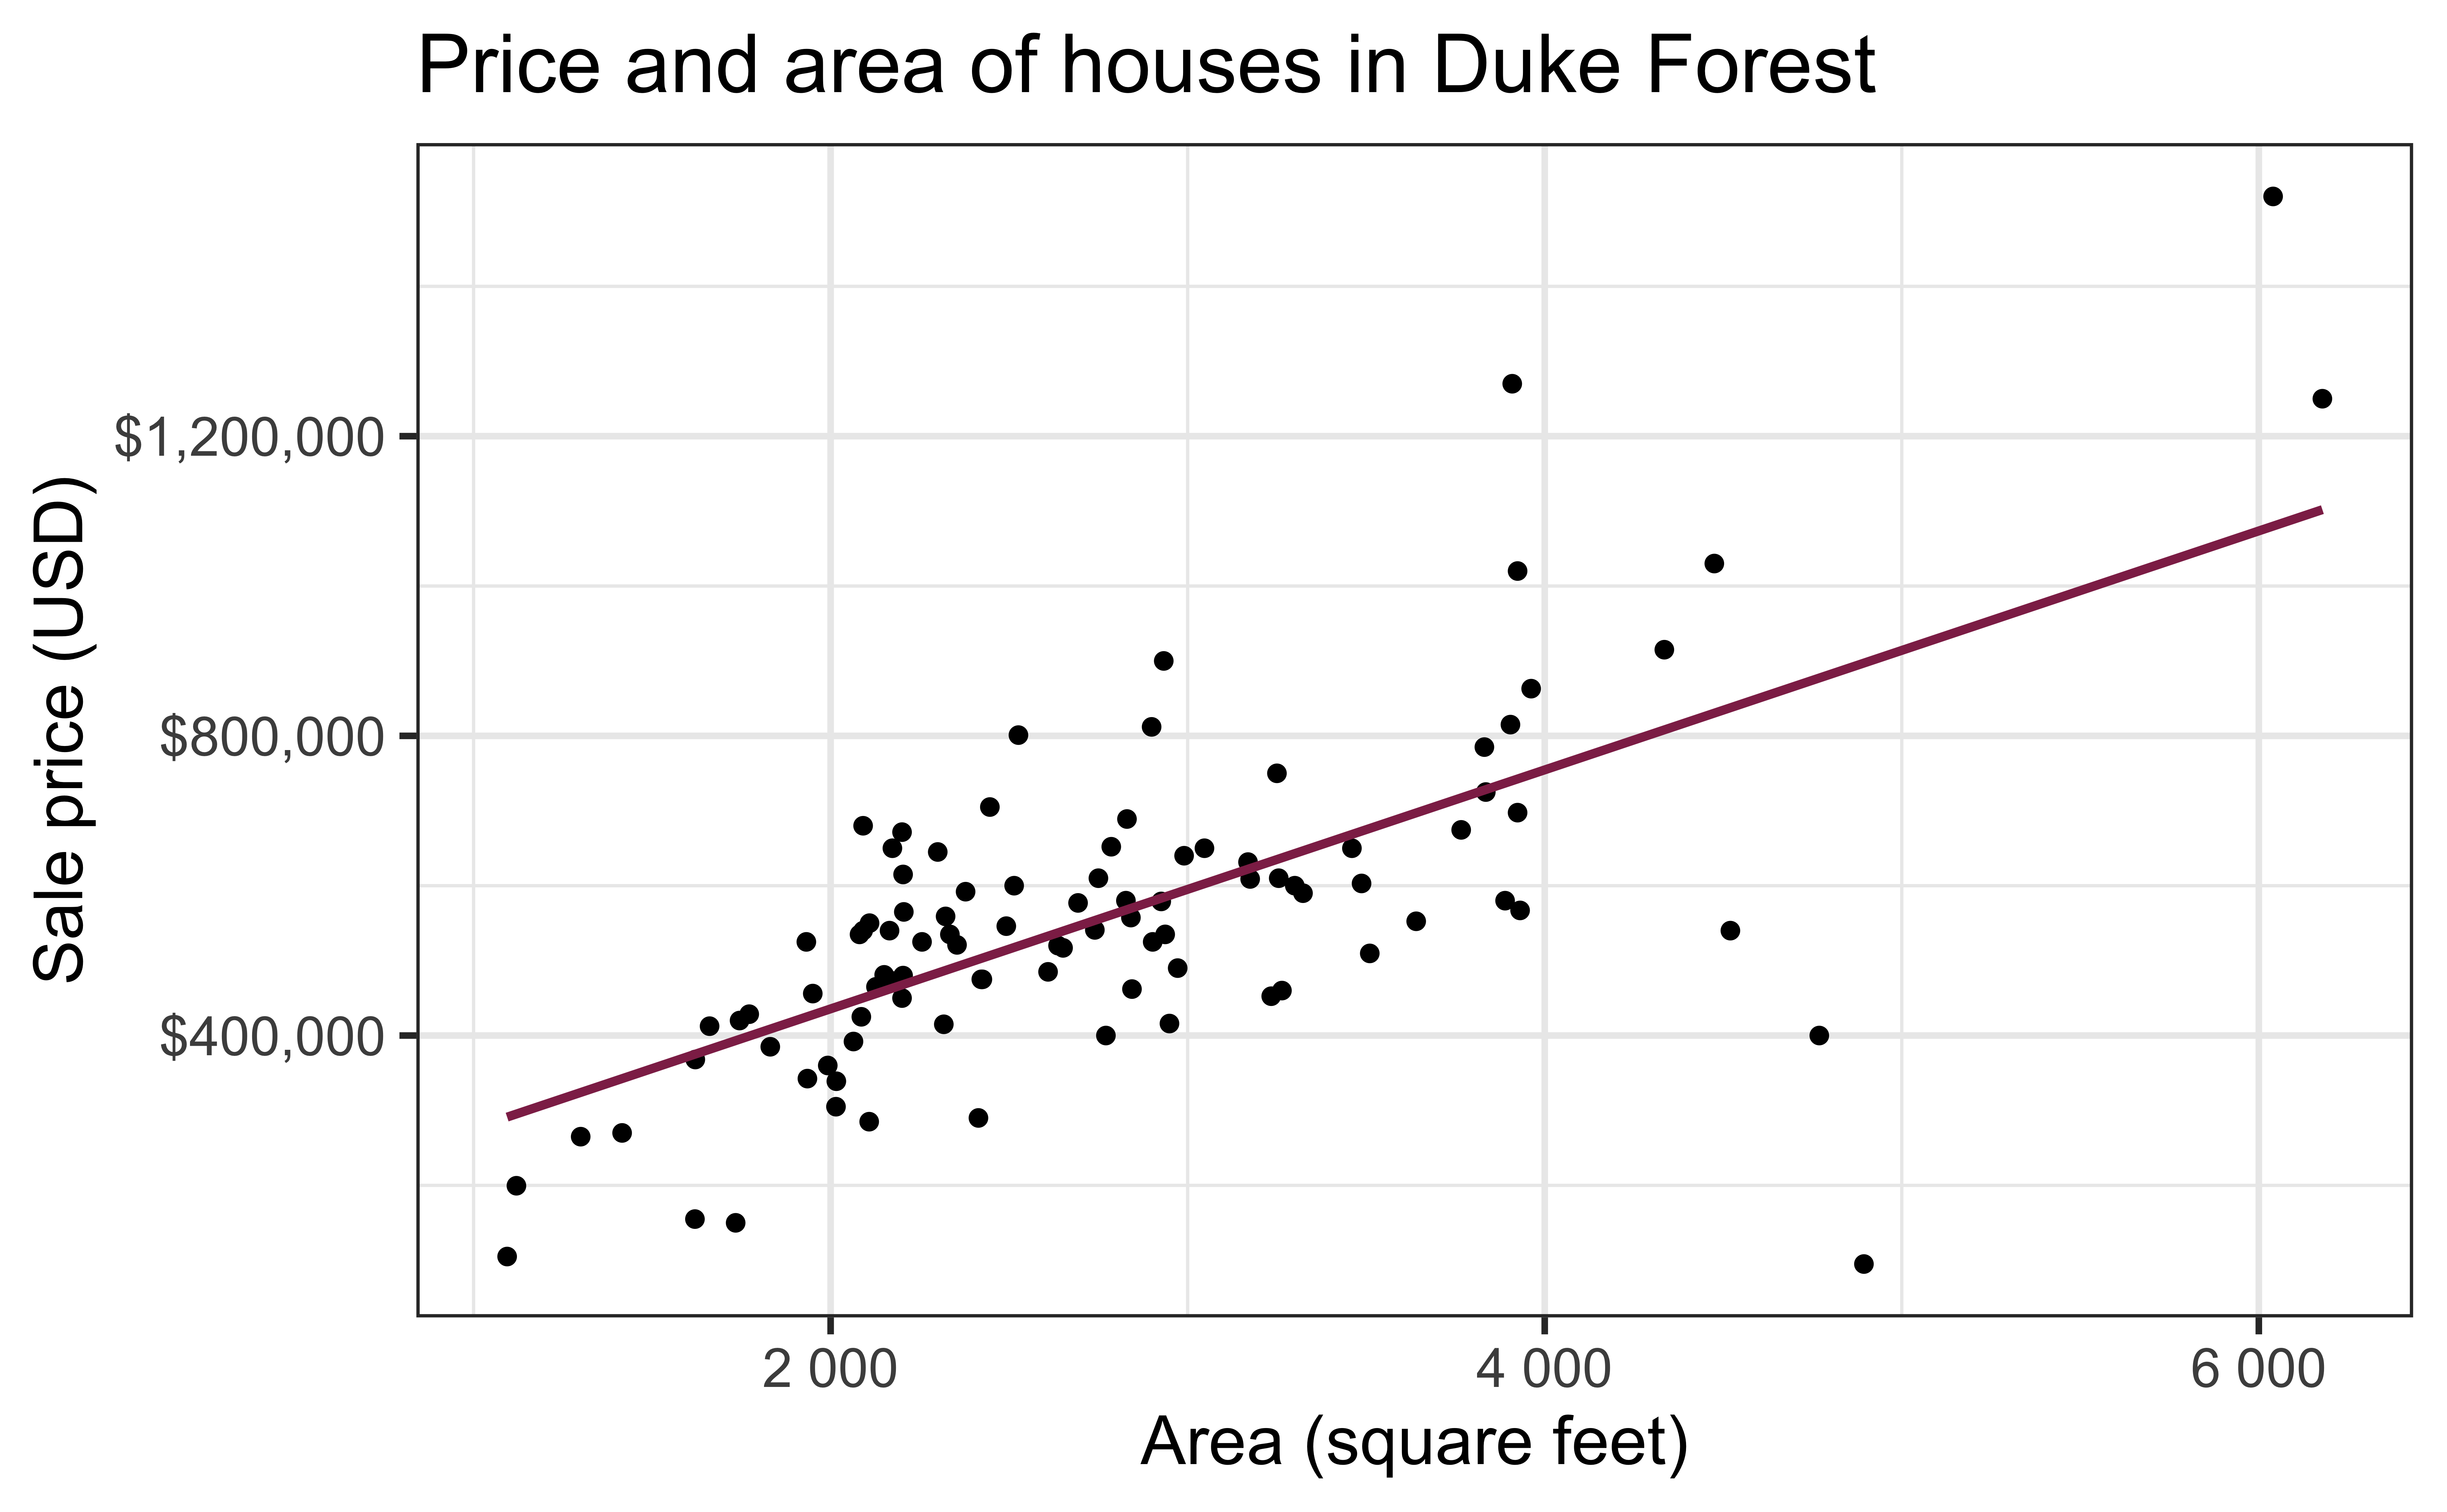 Price and area of houses in Duke Forest
Sale price (USD)
$1,200,000
$800,000
$400,000
2 000
4 000
6 000
Area (square feet)